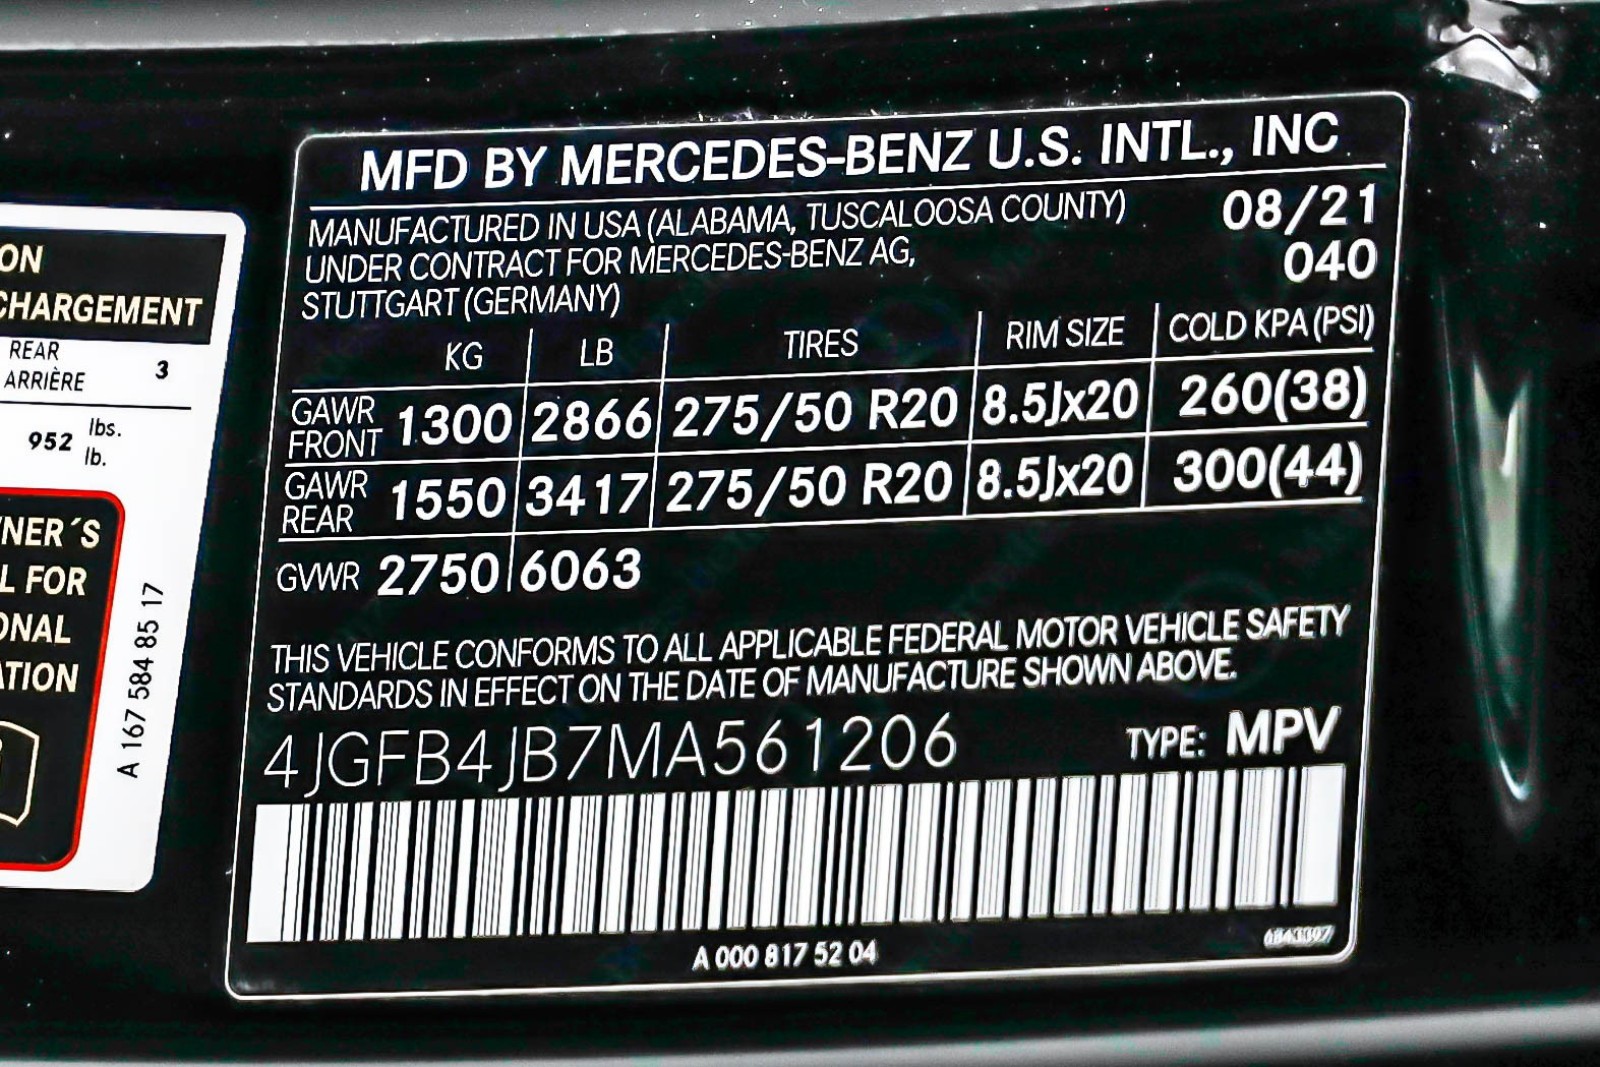 ON
CHARGEMENT
REAR
ARRIÈRE 3
952 lbs.
lb.
NER´S
L FOR
ONAL
ATION
A 167 584 85 17
MFD BY MERCEDES-BENZ U.S. INTL., INC.
MANUFACTURED IN USA (ALABAMA, TUSCALOOSA COUNTY) 08/21
UNDER CONTRACT FOR MERCEDES-BENZ AG, 040
STUTTGART (GERMANY)
KG LB TIRES RIM SIZE COLD KPA (PSI)
GAWR FRONT 1300 2866 275/50 R20 8.5Jx20 260(38)
GAWR REAR 1550 3417 275/50 R20 8.5Jx20 300(44)
GVWR 2750 6063
THIS VEHICLE CONFORMS TO ALL APPLICABLE FEDERAL MOTOR VEHICLE SAFETY
STANDARDS IN EFFECT ON THE DATE OF MANUFACTURE SHOWN ABOVE.
4JGFB4JB7MA561206 TYPE: MPV
A 000 817 52 04